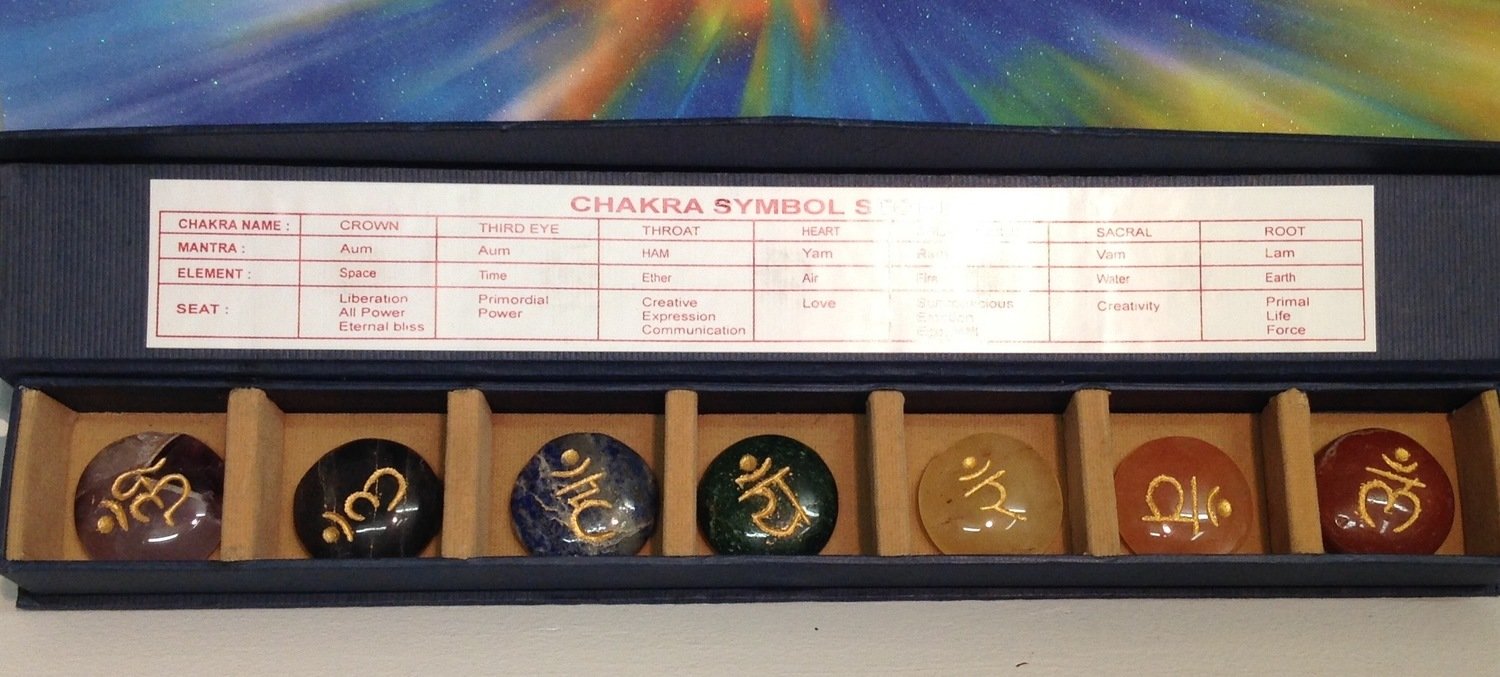 CHAKRA SYMBOL
CHAKRA NAME : CROWN THIRD EYE THROAT HEART SACRAL ROOT
MANTRA : Aum Aum HAM Yam Ram Vam Lam
ELEMENT : Space Time Ether Air Fire Water Earth
SEAT : Liberation Primordial Creative Love Creativity Primal
All Power Power Expression Life
Eternal bliss Communication Force
ॐ ॐ हं यं रं वं लं